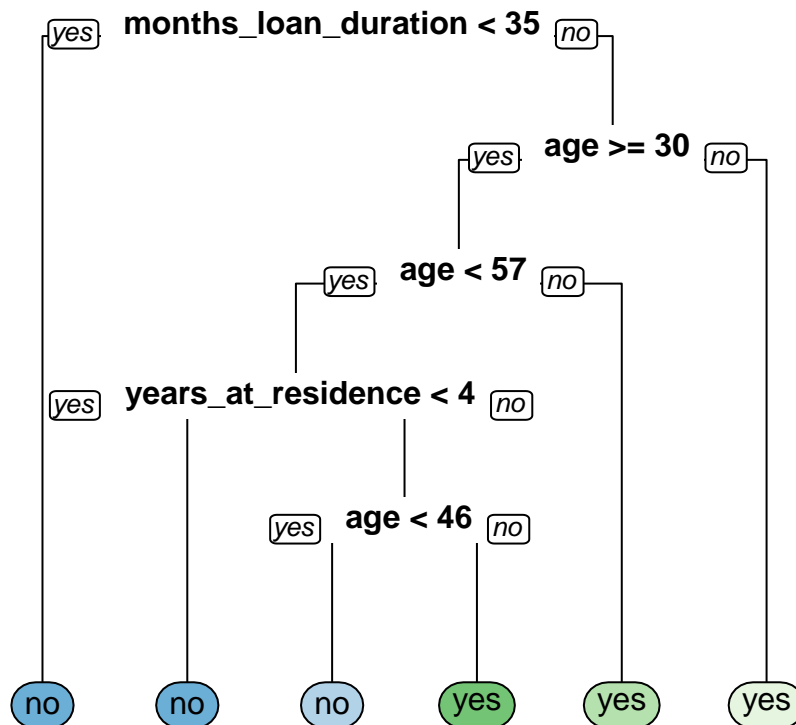 yes months_loan_duration < 35 no
yes age >= 30 no
yes age < 57 no
yes years_at_residence < 4 no
yes age < 46 no
no no no yes yes yes